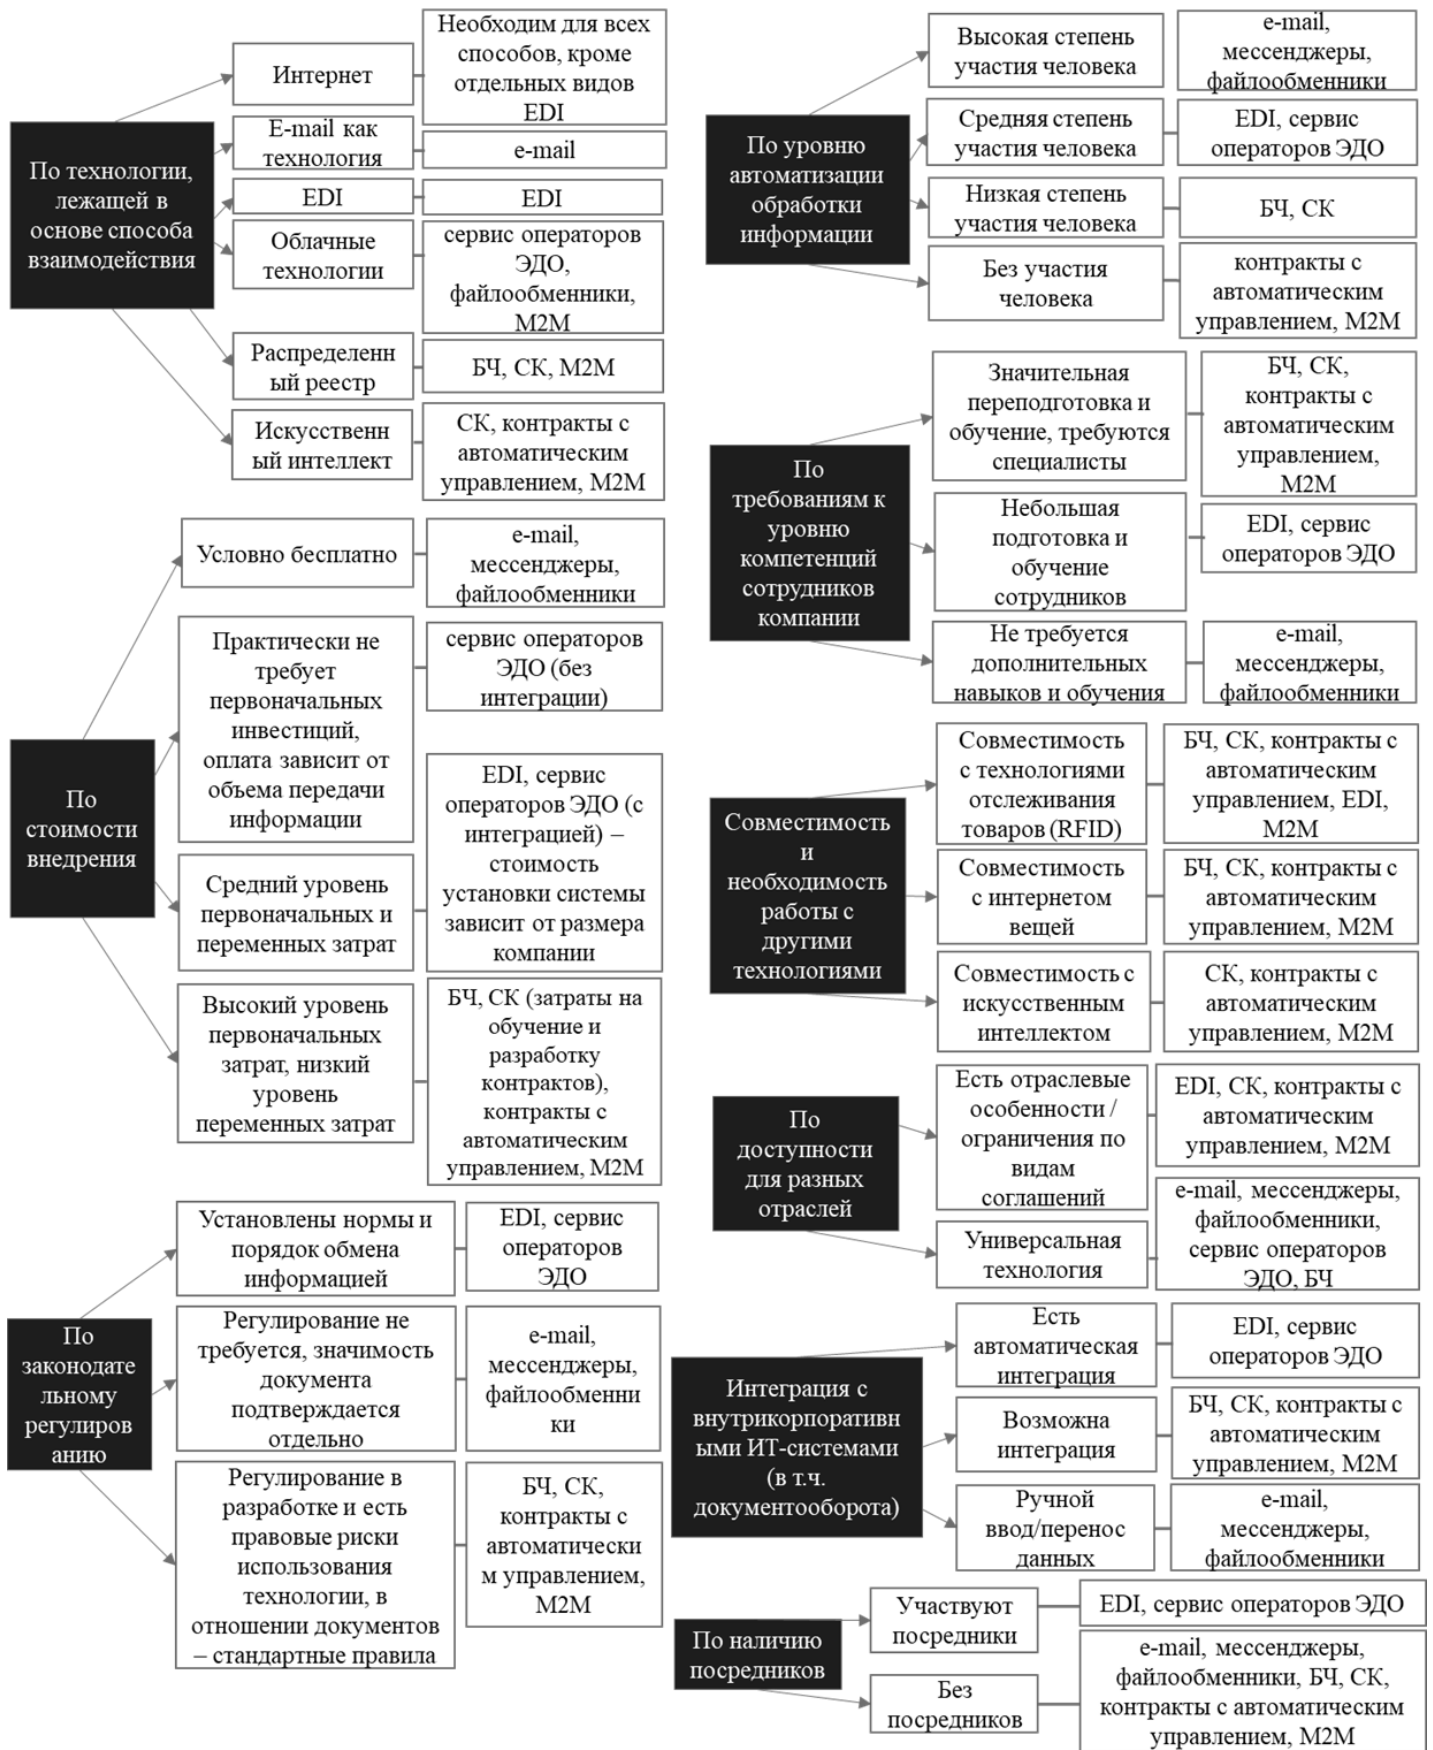 По технологии,
лежащей в
основе способа
взаимодействия
Интернет
Необходим для всех
способов, кроме
отдельных видов
EDI
E-mail как
технология
e-mail
EDI
EDI
Облачные
технологии
сервис операторов
ЭДО,
файлообменники,
М2М
Распределенн
ый реестр
БЧ, СК, М2М
Искусственн
ый интеллект
СК, контракты с
автоматическим
управлением, М2М
По
стоимости
внедрения
Условно бесплатно
e-mail,
мессенджеры,
файлообменники
Практически не
требует
первоначальных
инвестиций,
оплата зависит от
объема передачи
информации
сервис операторов
ЭДО (без
интеграции)
Средний уровень
первоначальных и
переменных затрат
EDI, сервис
операторов ЭДО (с
интеграцией) –
стоимость
установки системы
зависит от размера
компании
Высокий уровень
первоначальных
затрат, низкий
уровень
переменных затрат
БЧ, СК (затраты на
обучение и
разработку
контрактов),
контракты с
автоматическим
управлением, М2М
По
законодате
льному
регулиров
анию
Установлены нормы и
порядок обмена
информацией
EDI, сервис
операторов
ЭДО
Регулирование не
требуется, значимость
документа
подтверждается
отдельно
e-mail,
мессенджеры,
файлообменни
ки
Регулирование в
разработке и есть
правовые риски
использования
технологии, в
отношении документов
– стандартные правила
БЧ, СК,
контракты с
автоматически
м управлением,
М2М
По уровню
автоматизации
обработки
информации
Высокая степень
участия человека
e-mail,
мессенджеры,
файлообменники
Средняя степень
участия человека
EDI, сервис
операторов ЭДО
Низкая степень
участия человека
БЧ, СК
Без участия
человека
контракты с
автоматическим
управлением, М2М
По
требованиям к
уровню
компетенций
сотрудников
компании
Значительная
переподготовка и
обучение, требуются
специалисты
БЧ, СК,
контракты с
автоматическим
управлением,
М2М
Небольшая
подготовка и
обучение
сотрудников
EDI, сервис
операторов ЭДО
Не требуется
дополнительных
навыков и обучения
e-mail,
мессенджеры,
файлообменники
Совместимость
и
необходимость
работы с
другими
технологиями
Совместимость
с технологиями
отслеживания
товаров (RFID)
БЧ, СК, контракты с
автоматическим
управлением, EDI,
М2М
Совместимость
с интернетом
вещей
БЧ, СК, контракты с
автоматическим
управлением, М2М
Совместимость с
искусственным
интеллектом
СК, контракты с
автоматическим
управлением, М2М
По
доступности
для разных
отраслей
Есть отраслевые
особенности /
ограничения по
видам
соглашений
EDI, СК, контракты с
автоматическим
управлением, М2М
Универсальная
технология
e-mail, мессенджеры,
файлообменники,
сервис операторов
ЭДО, БЧ
Интеграция с
внутрикорпоративн
ыми ИТ-системами
(в т.ч.
документооборота)
Есть
автоматическая
интеграция
EDI, сервис
операторов ЭДО
Возможна
интеграция
БЧ, СК, контракты с
автоматическим
управлением, М2М
Ручной
ввод/перенос
данных
e-mail,
мессенджеры,
файлообменники
По наличию
посредников
Участвуют
посредники
EDI, сервис операторов ЭДО
Без
посредников
e-mail, мессенджеры,
файлообменники, БЧ, СК,
контракты с автоматическим
управлением, М2М